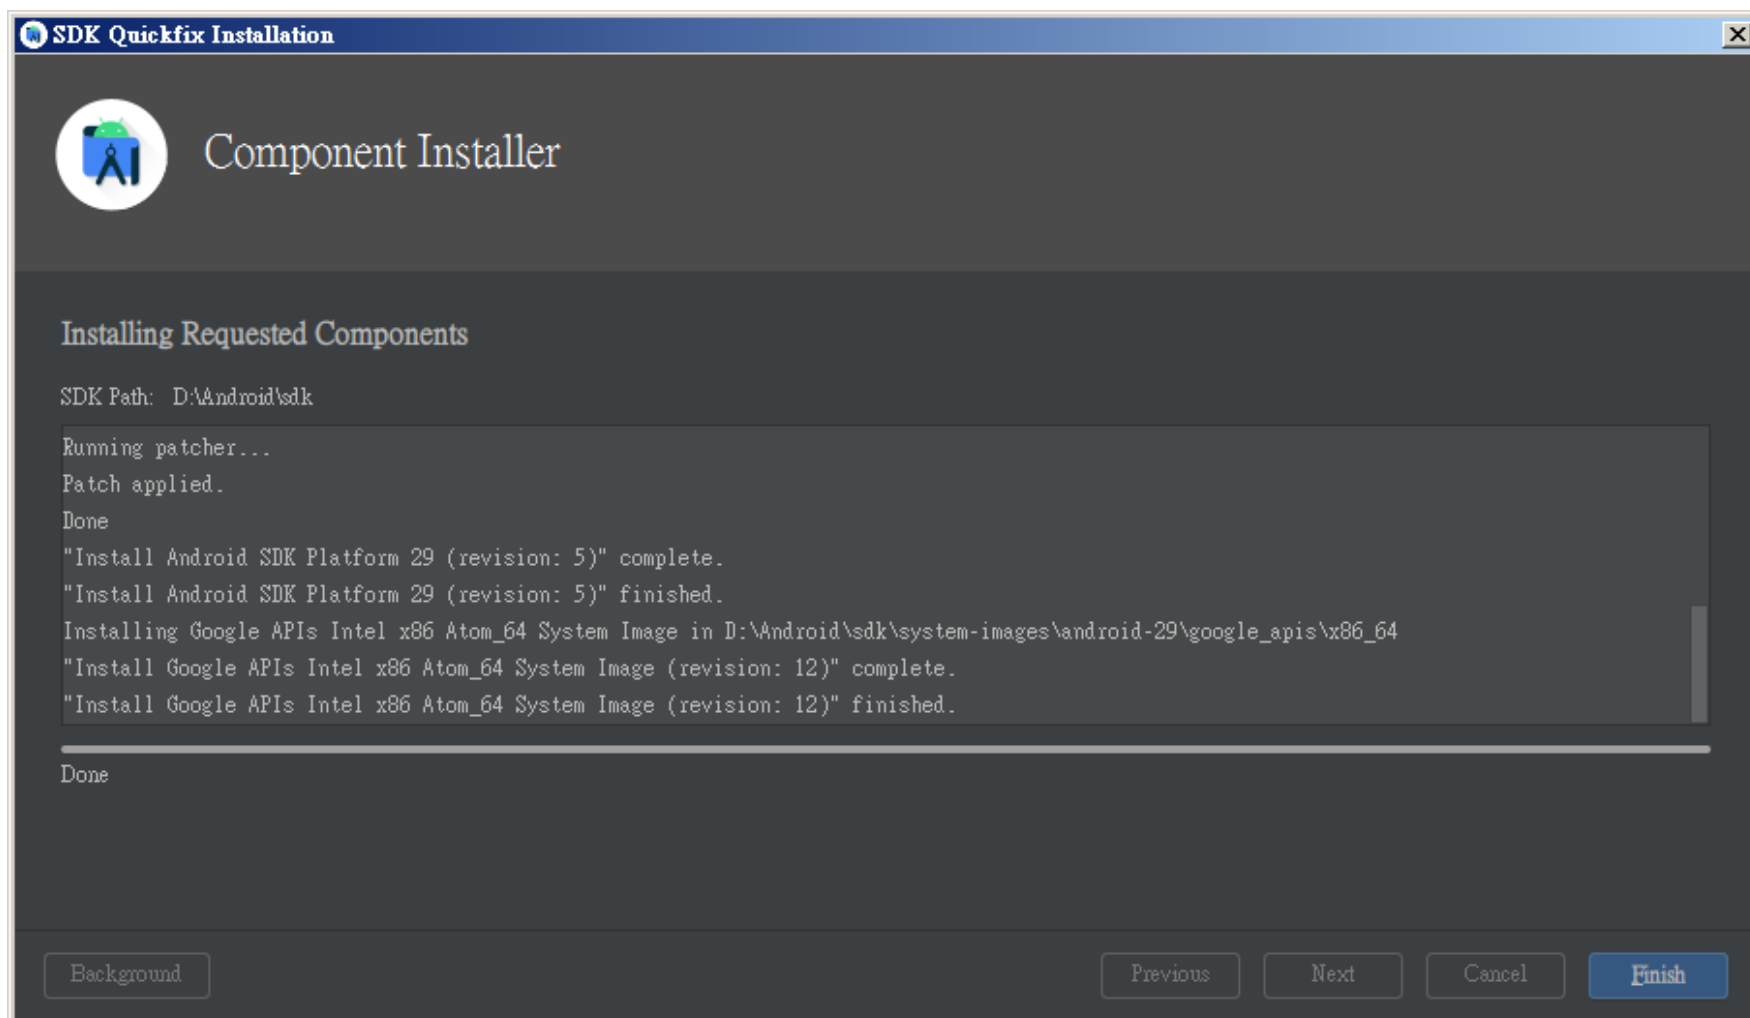 SDK Quickfix Installation
Component Installer
Installing Requested Components
SDK Path: D:\Android\sdk
Running patcher...
Patch applied.
Done
"Install Android SDK Platform 29 (revision: 5)" complete.
"Install Android SDK Platform 29 (revision: 5)" finished.
Installing Google APIs Intel x86 Atom_64 System Image in D:\Android\sdk\system-images\android-29\google_apis\x86_64
"Install Google APIs Intel x86 Atom_64 System Image (revision: 12)" complete.
"Install Google APIs Intel x86 Atom_64 System Image (revision: 12)" finished.
Done
Background Previous Next Cancel Finish